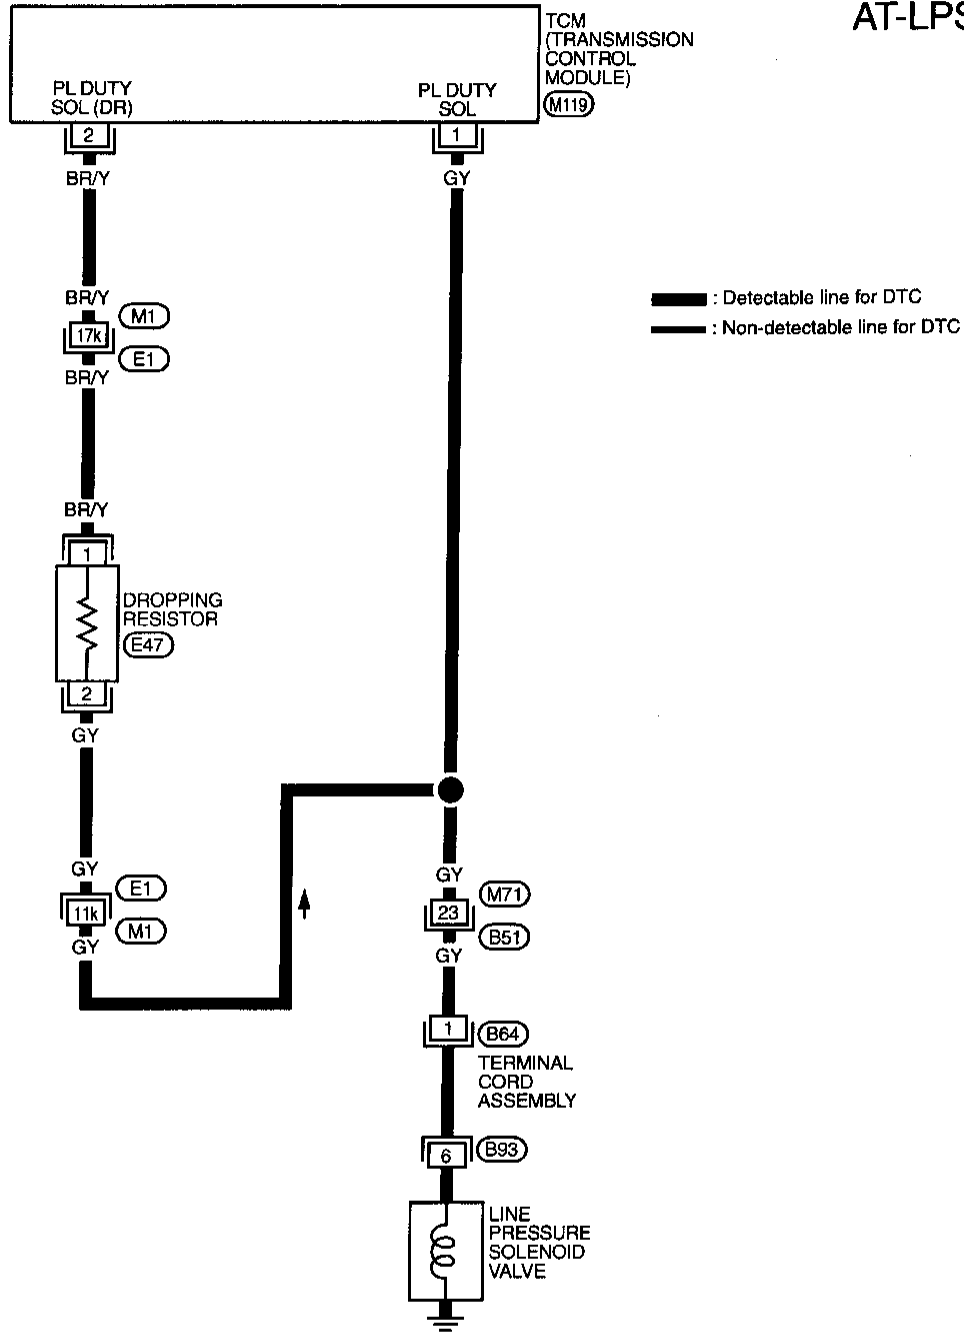 AT-LPS
TCM
(TRANSMISSION
CONTROL
MODULE)
M119
PL DUTY
SOL (DR)
PL DUTY
SOL
2
1
BR/Y
GY
BR/Y
M1
17k
E1
BR/Y
: Detectable line for DTC
: Non-detectable line for DTC
BR/Y
1
DROPPING
RESISTOR
E47
2
GY
GY
E1
11k
M1
GY
GY
M71
23
B51
GY
1
B64
TERMINAL
CORD
ASSEMBLY
6
B93
LINE
PRESSURE
SOLENOID
VALVE